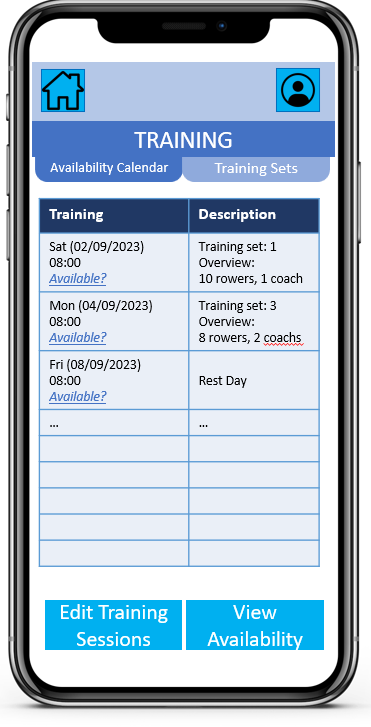 TRAINING
Availability Calendar
Training Sets
Training
Description
Sat (02/09/2023)
08:00
Available?
Training set: 1
Overview:
10 rowers, 1 coach
Mon (04/09/2023)
08:00
Available?
Training set: 3
Overview:
8 rowers, 2 coachs
Fri (08/09/2023)
08:00
Available?
Rest Day
...
...
Edit Training
Sessions
View
Availability